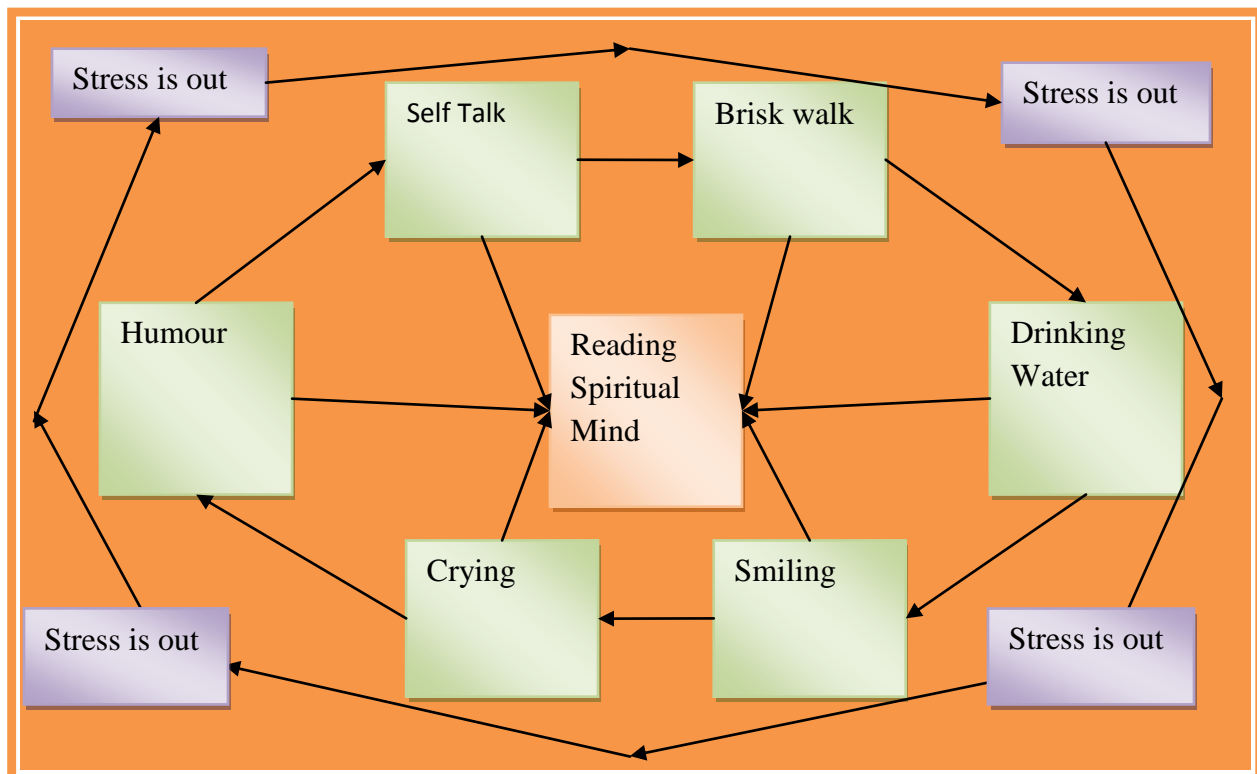 Stress is out
Self Talk
Brisk walk
Stress is out
Humour
Reading
Spiritual
Mind
Drinking
Water
Crying
Smiling
Stress is out
Stress is out